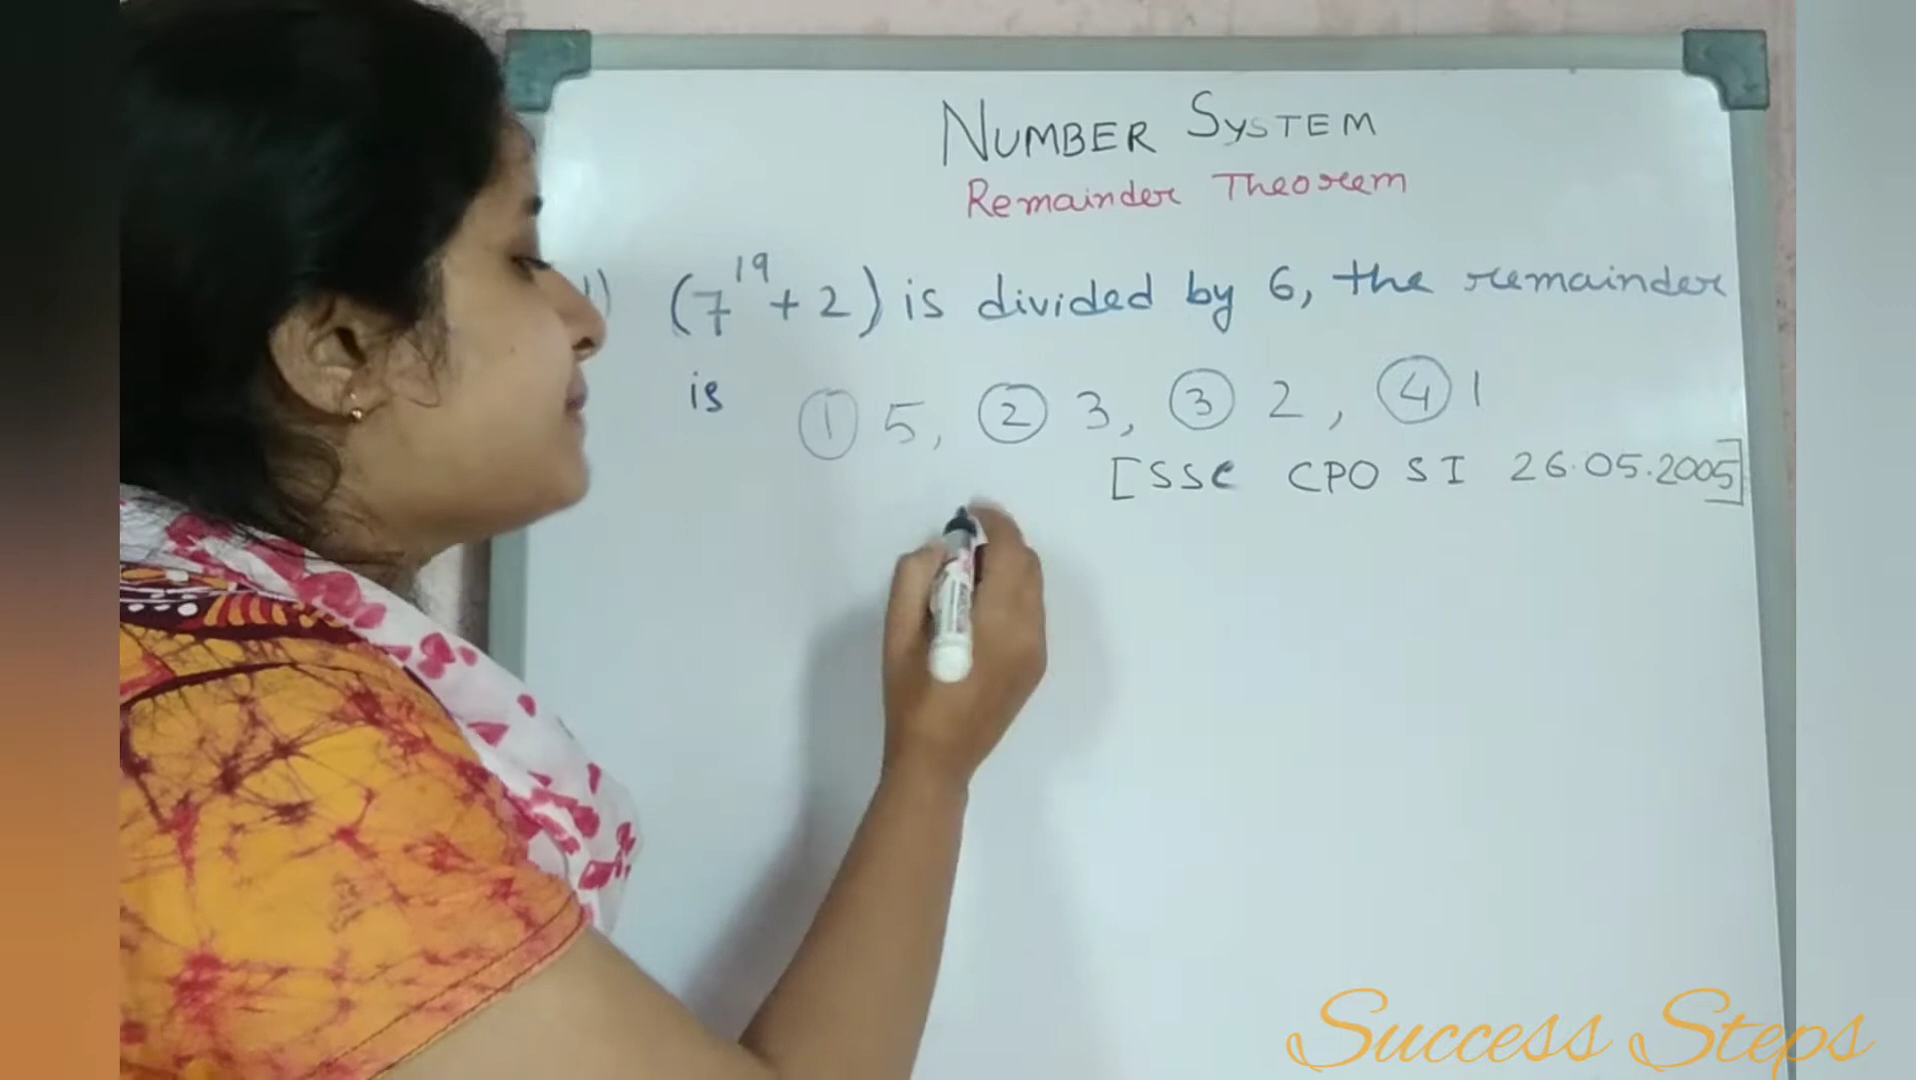 NUMBER SYSTEM
Remainder Theorem
1) (7¹⁹+2) is divided by 6, the remainder
is ① 5, ② 3, ③ 2, ④ 1
[SSC CPO SI 26.05.2005]
Success Steps